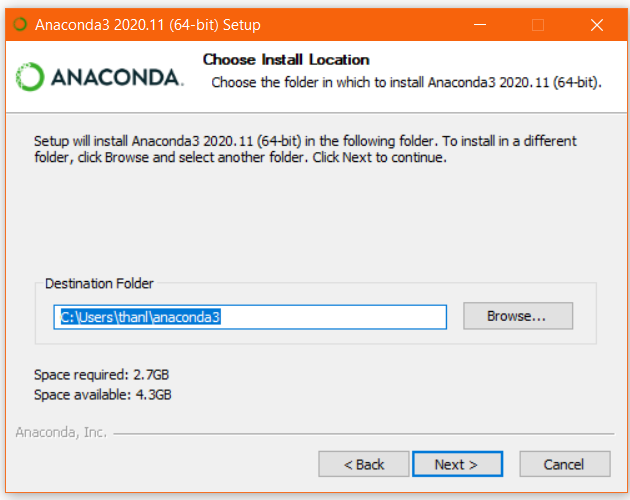 Anaconda3 2020.11 (64-bit) Setup
ANACONDA.
Choose Install Location
Choose the folder in which to install Anaconda3 2020.11 (64-bit).
Setup will install Anaconda3 2020.11 (64-bit) in the following folder. To install in a different
folder, click Browse and select another folder. Click Next to continue.
Destination Folder
C:\Users\thanl\anaconda3
Browse...
Space required: 2.7GB
Space available: 4.3GB
Anaconda, Inc.
< Back
Next >
Cancel